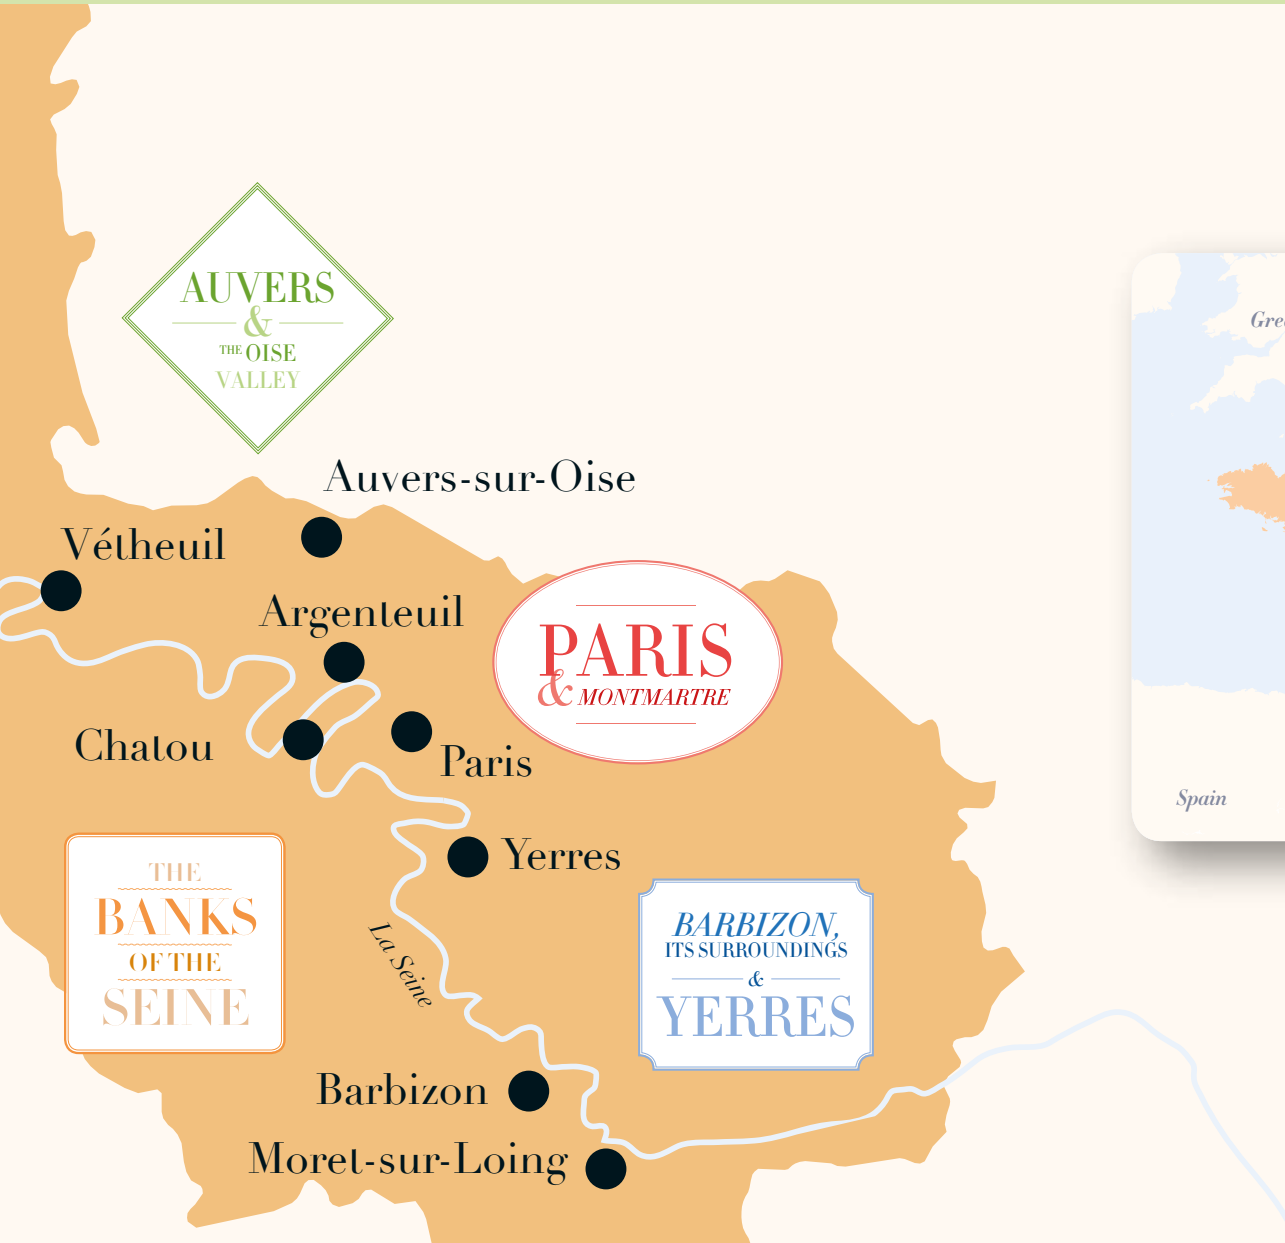 AUVERS
&
THE OISE
VALLEY
Auvers-sur-Oise
Vétheuil
Argenteuil
PARIS
& MONTMARTRE
Chatou
Paris
Yerres
THE
BANKS
OF THE
SEINE
La Seine
BARBIZON,
ITS SURROUNDINGS
&
YERRES
Barbizon
Moret-sur-Loing
Spain